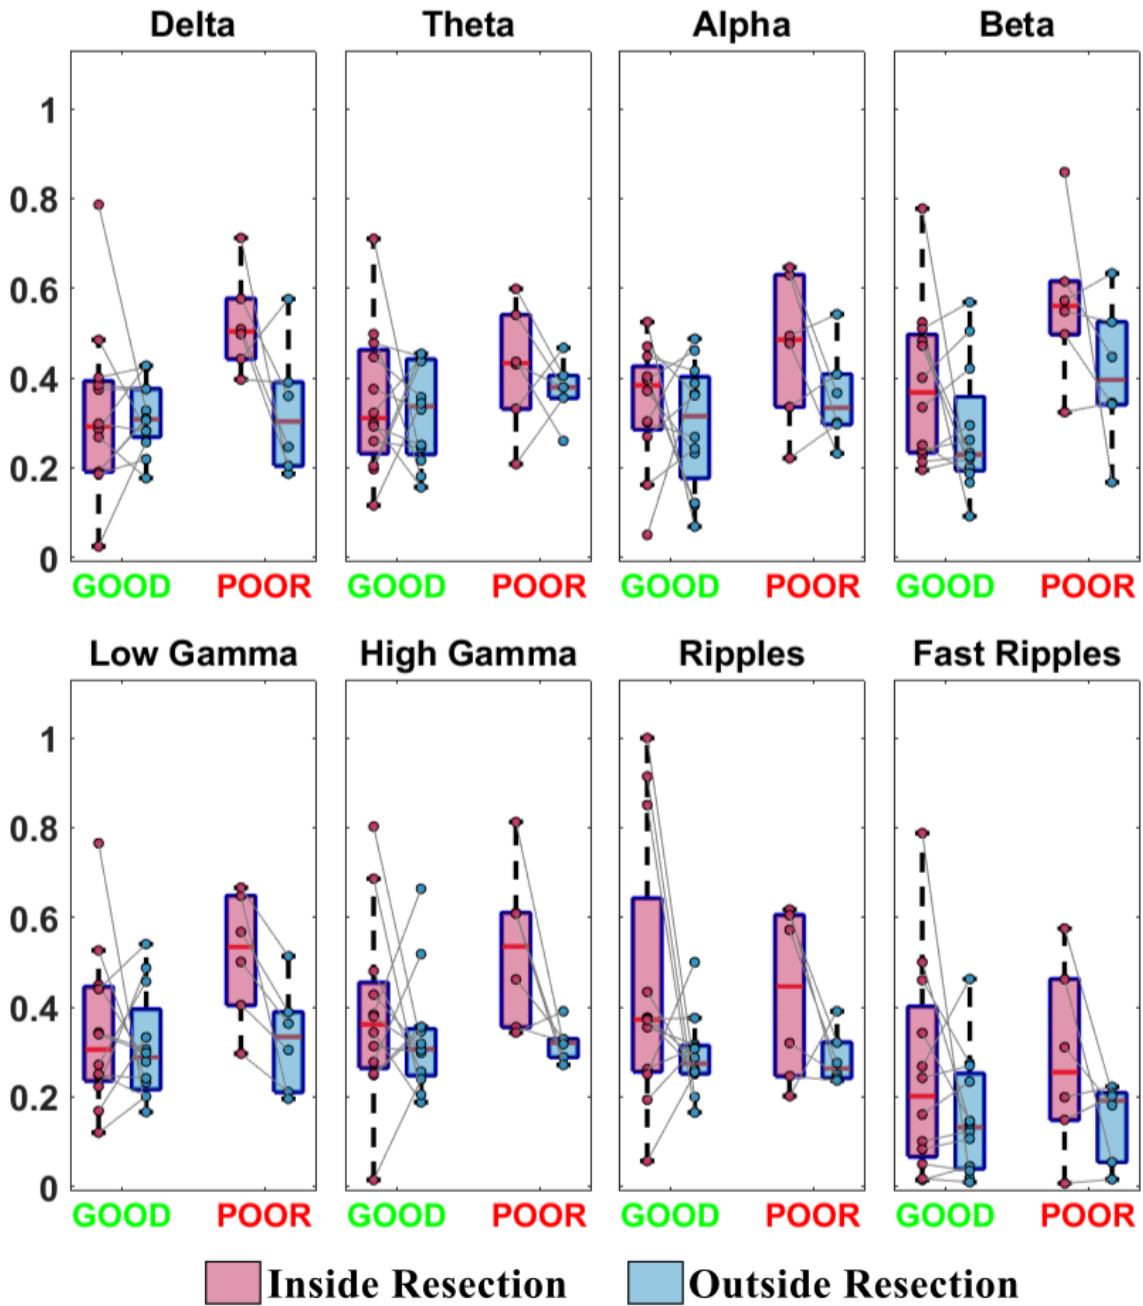 Delta Theta Alpha Beta
1
0.8
0.6
0.4
0.2
0
GOOD POOR GOOD POOR GOOD POOR GOOD POOR
Low Gamma High Gamma Ripples Fast Ripples
1
0.8
0.6
0.4
0.2
0
GOOD POOR GOOD POOR GOOD POOR GOOD POOR
Inside Resection Outside Resection